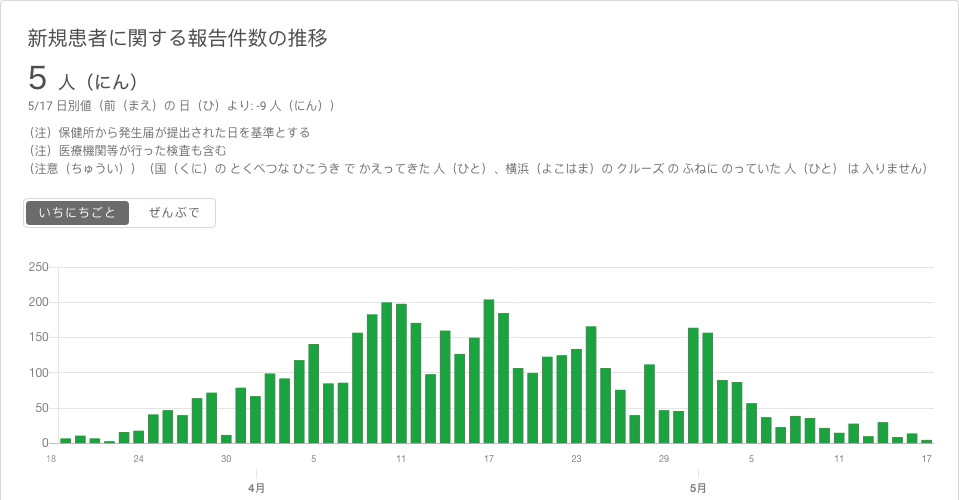 新規患者に関する報告件数の推移
5 人（にん）
5/17 日別値（前（まえ）の 日（ひ）より: -9 人（にん））
（注）保健所から発生届が提出された日を基準とする
（注）医療機関等が行った検査も含む
（注意（ちゅうい））（国（くに）の とくべつな ひこうき で かえってきた 人（ひと）、横浜（よこはま）の クルーズ の ふねに のっていた 人（ひと） は 入りません）
いちにちごと ぜんぶで
250
200
150
100
50
0
18 24 30 5 11 17 23 29 5 11 17
4月 5月